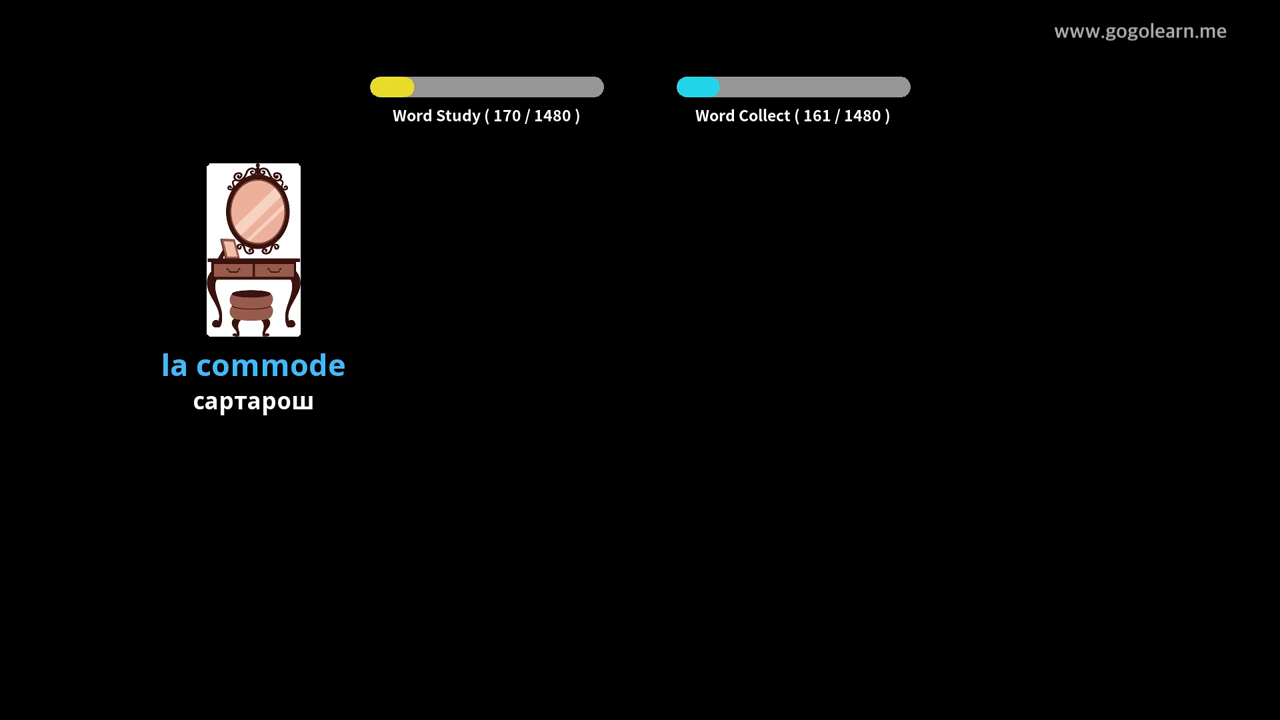 www.gogolearn.me
Word Study ( 170 / 1480 )
Word Collect ( 161 / 1480 )
la commode
сартарош